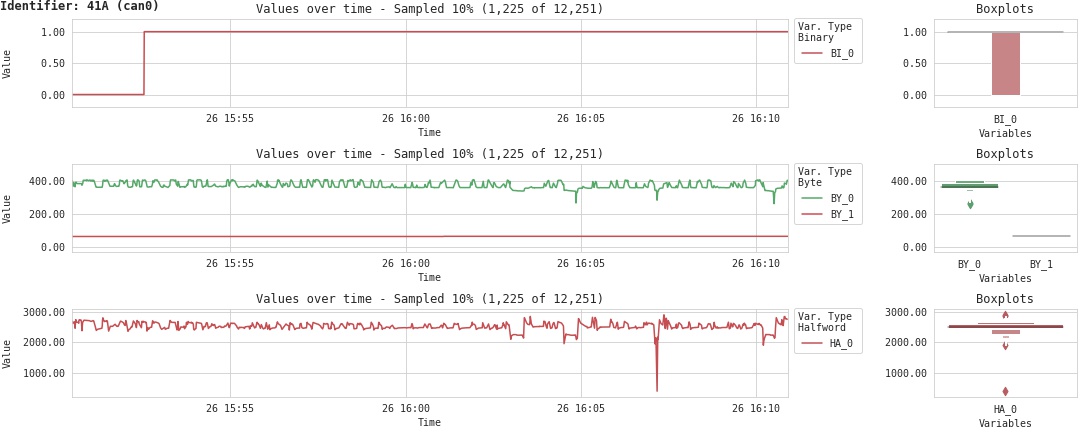 Identifier: 41A (can0)
Values over time - Sampled 10% (1,225 of 12,251)
Boxplots
Value
1.00
0.50
0.00
26 15:55
26 16:00
26 16:05
26 16:10
Time
Var. Type
Binary
BI_0
1.00
0.50
0.00
BI_0
Variables
Values over time - Sampled 10% (1,225 of 12,251)
Boxplots
Value
400.00
200.00
0.00
26 15:55
26 16:00
26 16:05
26 16:10
Time
Var. Type
Byte
BY_0
BY_1
400.00
200.00
0.00
BY_0
BY_1
Variables
Values over time - Sampled 10% (1,225 of 12,251)
Boxplots
Value
3000.00
2000.00
1000.00
26 15:55
26 16:00
26 16:05
26 16:10
Time
Var. Type
Halfword
HA_0
3000.00
2000.00
1000.00
HA_0
Variables